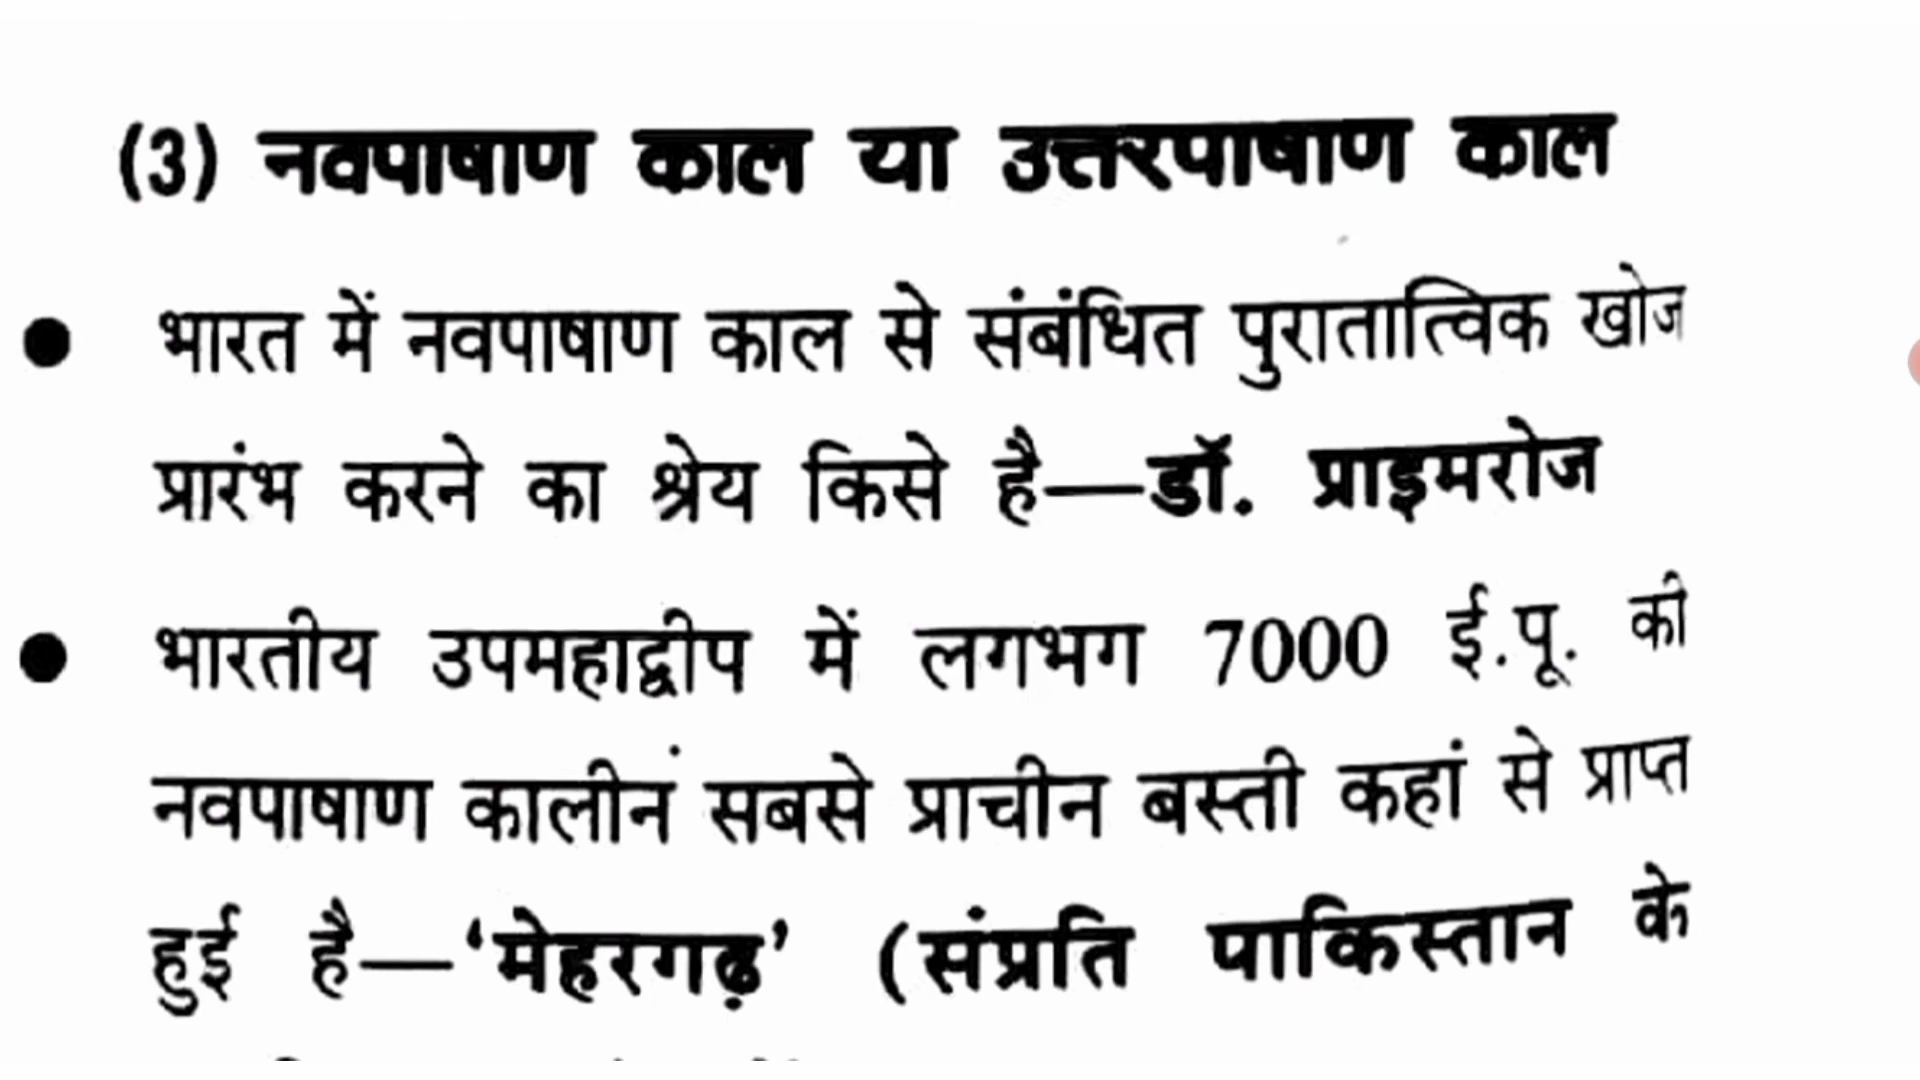 (3) नवपाषाण काल या उत्तरपाषाण काल
● भारत में नवपाषाण काल से संबंधित पुरातात्विक खोज
प्रारंभ करने का श्रेय किसे है—डॉ. प्राइमरोज
● भारतीय उपमहाद्वीप में लगभग 7000 ई.पू. की
नवपाषाण कालीन सबसे प्राचीन बस्ती कहां से प्राप्त
हुई है—‘मेहरगढ़’ (संप्रति पाकिस्तान के